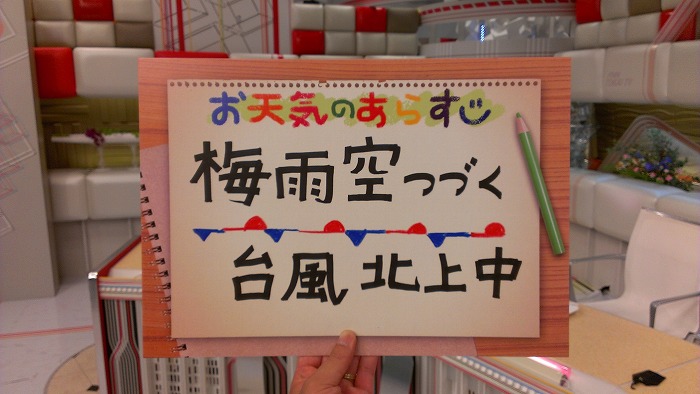 お天気のあらすじ
梅雨空つづく
台風北上中